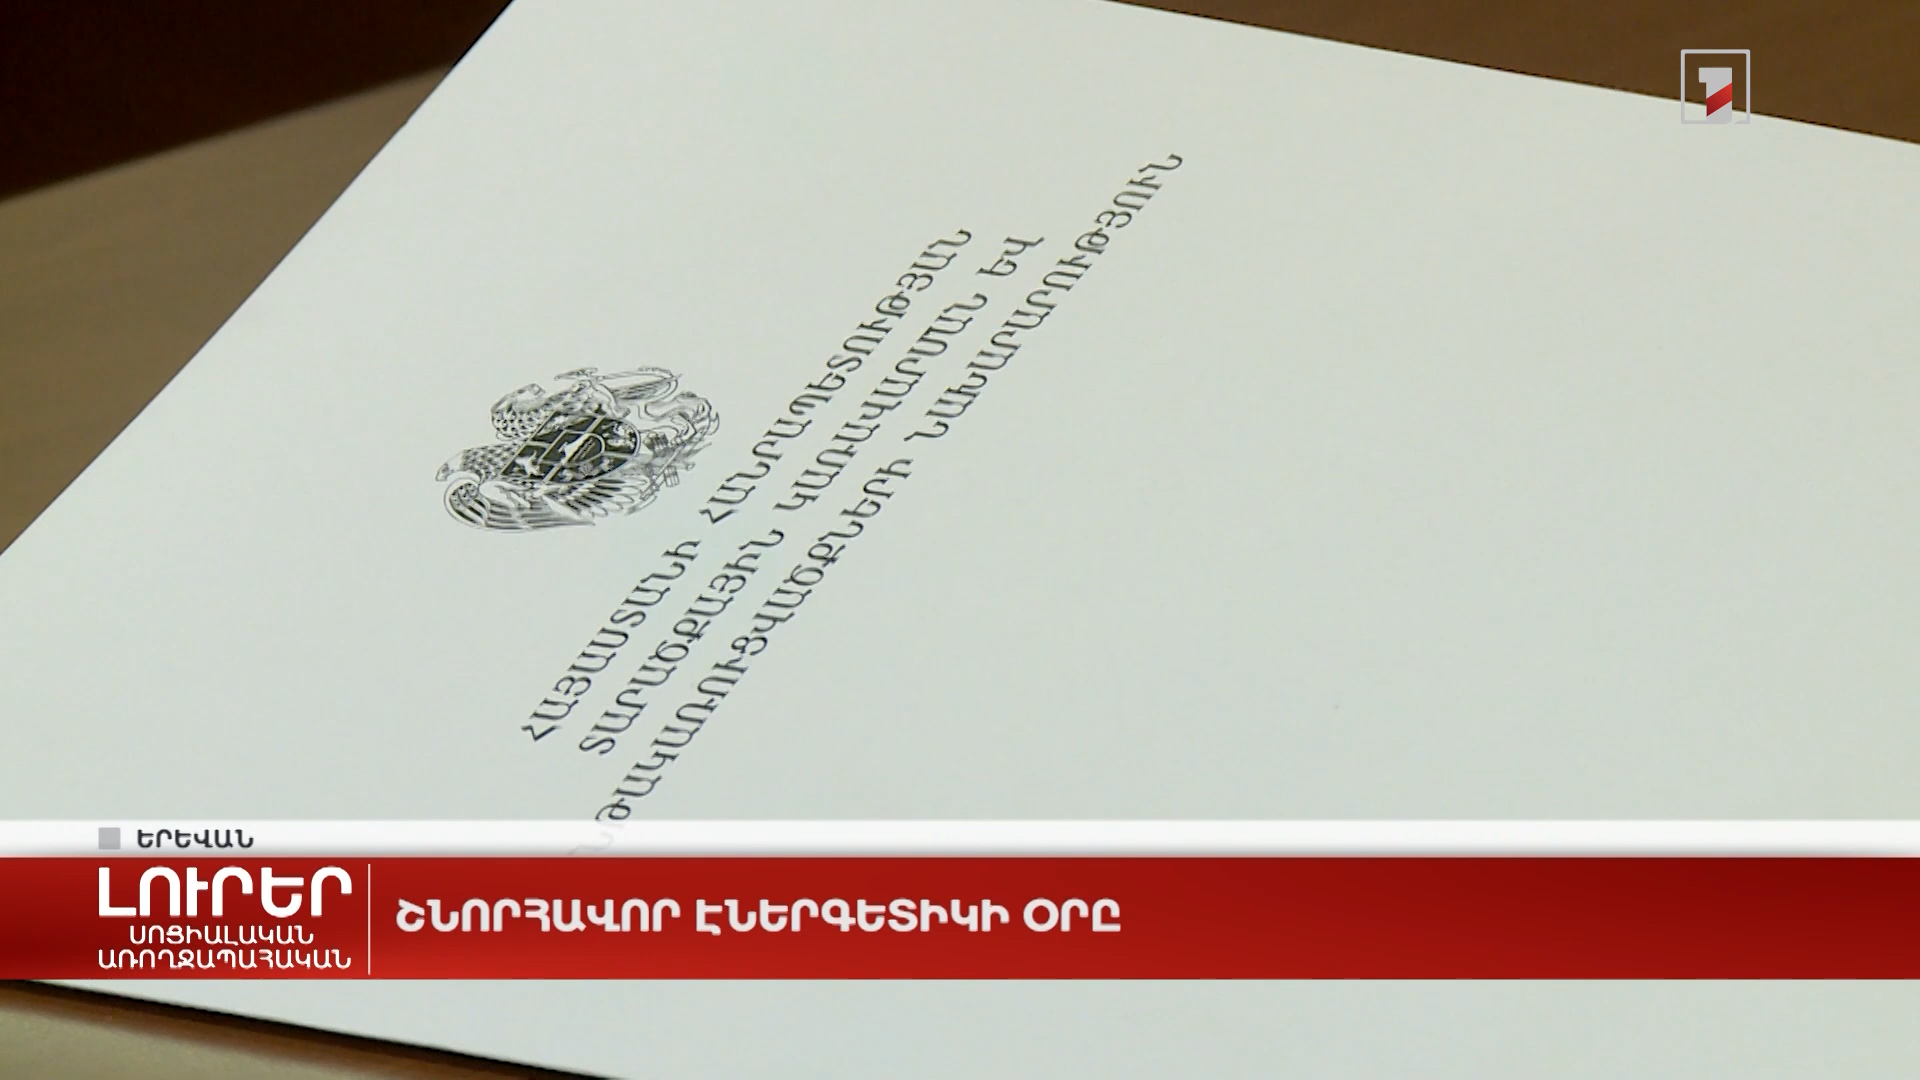 ՀԱՅԱՍՏԱՆԻ ՀԱՆՐԱՊԵՏՈՒԹՅԱՆ
ՏԱՐԱԾՔԱՅԻՆ ԿԱՌԱՎԱՐՄԱՆ ԵՎ
ԵՆԹԱԿԱՌՈՒՑՎԱԾՔՆԵՐԻ ՆԱԽԱՐԱՐՈՒԹՅՈՒՆ
ԵՐԵՎԱՆ
ԼՈՒՐԵՐ
ՍՈՑԻԱԼԱԿԱՆ
ԱՌՈՂՋԱՊԱՀԱԿԱՆ
ՇՆՈՐՀԱՎՈՐ ԷՆԵՐԳԵՏԻԿԻ ՕՐԸ